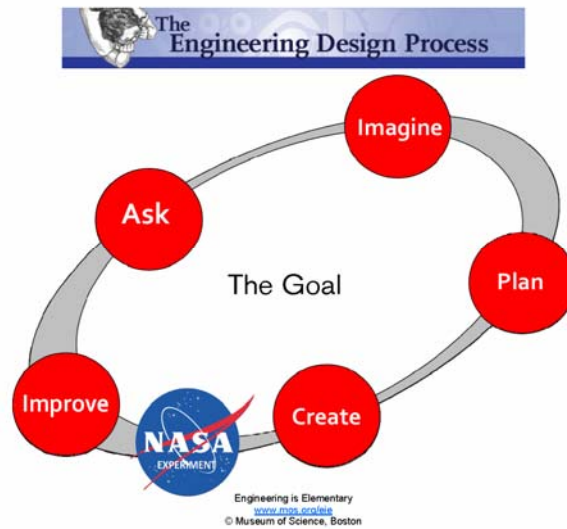 The
Engineering Design Process
Imagine
Ask
Plan
The Goal
Improve
Create
NASA
EXPERIMENT
Engineering is Elementary
www.mos.org/eie
© Museum of Science, Boston